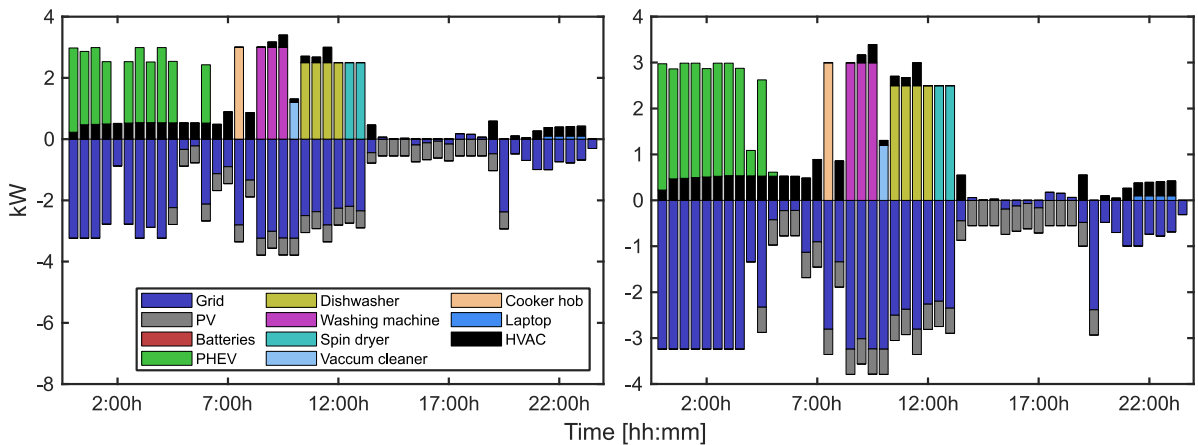 kW
4
2
0
-2
-4
-6
-8
Grid
PV
Batteries
PHEV
Dishwasher
Washing machine
Spin dryer
Vaccum cleaner
Cooker hob
Laptop
HVAC
2:00h 7:00h 12:00h 17:00h 22:00h
4
3
2
1
0
-1
-2
-3
-4
2:00h 7:00h 12:00h 17:00h 22:00h
Time [hh:mm]